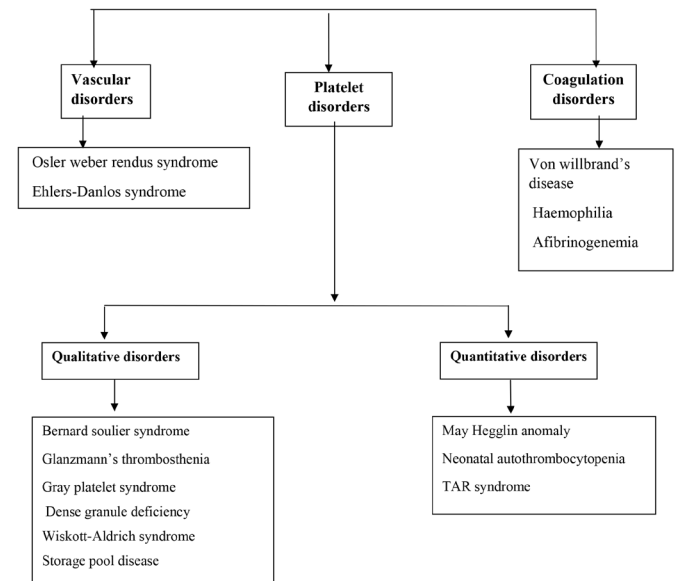 Vascular
disorders
Platelet
disorders
Coagulation
disorders
Osler weber rendus syndrome
Ehlers-Danlos syndrome
Von willbrand's
disease
Haemophilia
Afibrinogenemia
Qualitative disorders
Quantitative disorders
Bernard soulier syndrome
Glanzmann's thrombosthenia
Gray platelet syndrome
Dense granule deficiency
Wiskott-Aldrich syndrome
Storage pool disease
May Hegglin anomaly
Neonatal autothrombocytopenia
TAR syndrome